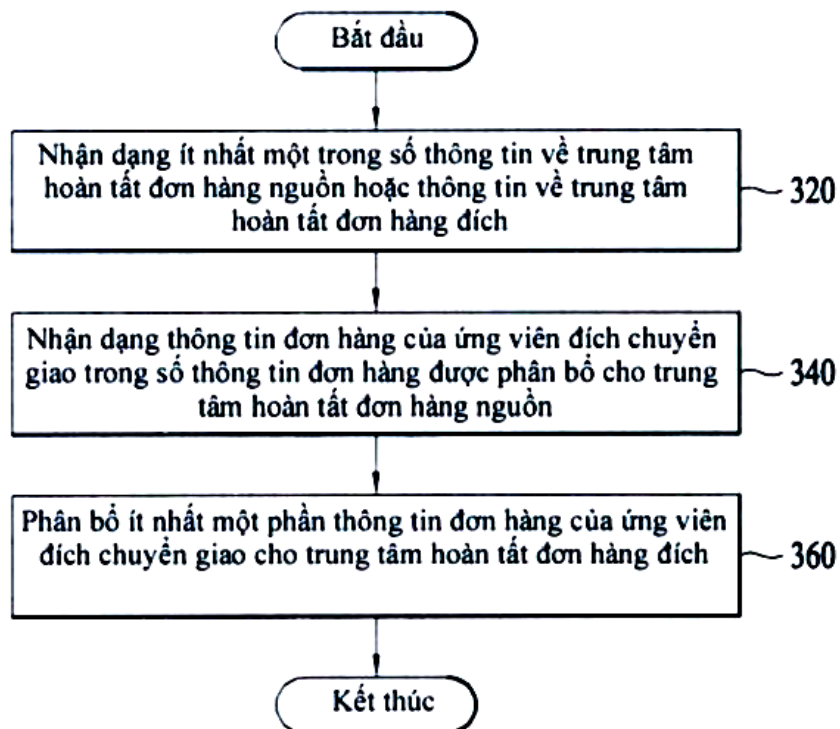 Bắt đầu
Nhận dạng ít nhất một trong số thông tin về trung tâm
hoàn tất đơn hàng nguồn hoặc thông tin về trung tâm
hoàn tất đơn hàng đích
320
Nhận dạng thông tin đơn hàng của ứng viên đích chuyển
giao trong số thông tin đơn hàng được phân bổ cho trung
tâm hoàn tất đơn hàng nguồn
340
Phân bổ ít nhất một phần thông tin đơn hàng của ứng viên
đích chuyển giao cho trung tâm hoàn tất đơn hàng đích
360
Kết thúc